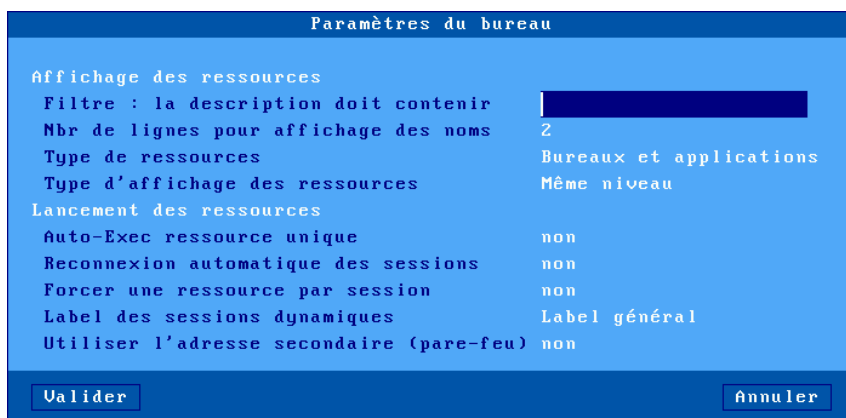 Paramètres du bureau
Affichage des ressources
Filtre : la description doit contenir
Nbr de lignes pour affichage des noms 2
Type de ressources Bureaux et applications
Type d'affichage des ressources Même niveau
Lancement des ressources
Auto-Exec ressource unique non
Reconnexion automatique des sessions non
Forcer une ressource par session non
Label des sessions dynamiques Label général
Utiliser l'adresse secondaire (pare-feu) non
Valider Annuler